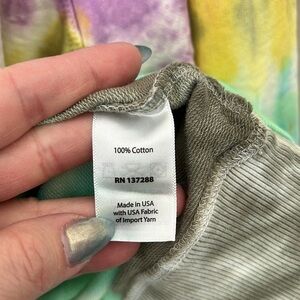 100% Cotton
RN 137288
Made in USA
with USA Fabric
of Import Yarn